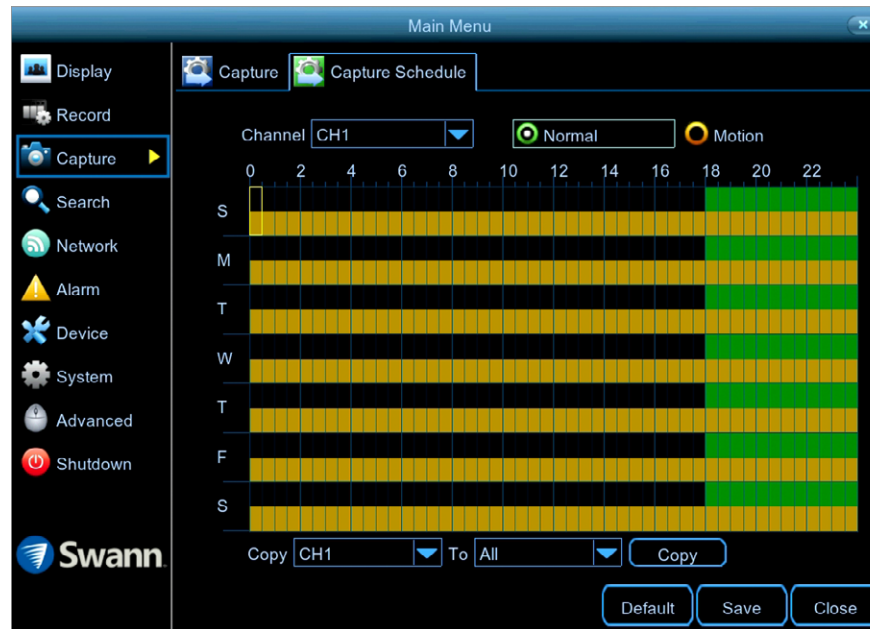 Main Menu
Display
Record
Capture
Search
Network
Alarm
Device
System
Advanced
Shutdown
Swann
Capture Capture Schedule
Channel CH1 Normal Motion
0 2 4 6 8 10 12 14 16 18 20 22
S
M
T
W
T
F
S
Copy CH1 To All Copy
Default Save Close